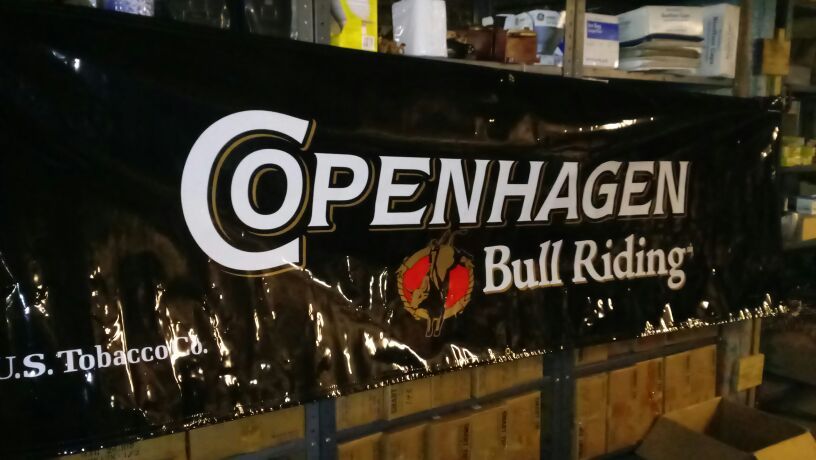 COPENHAGEN
Bull Riding
U.S. Tobacco Co.